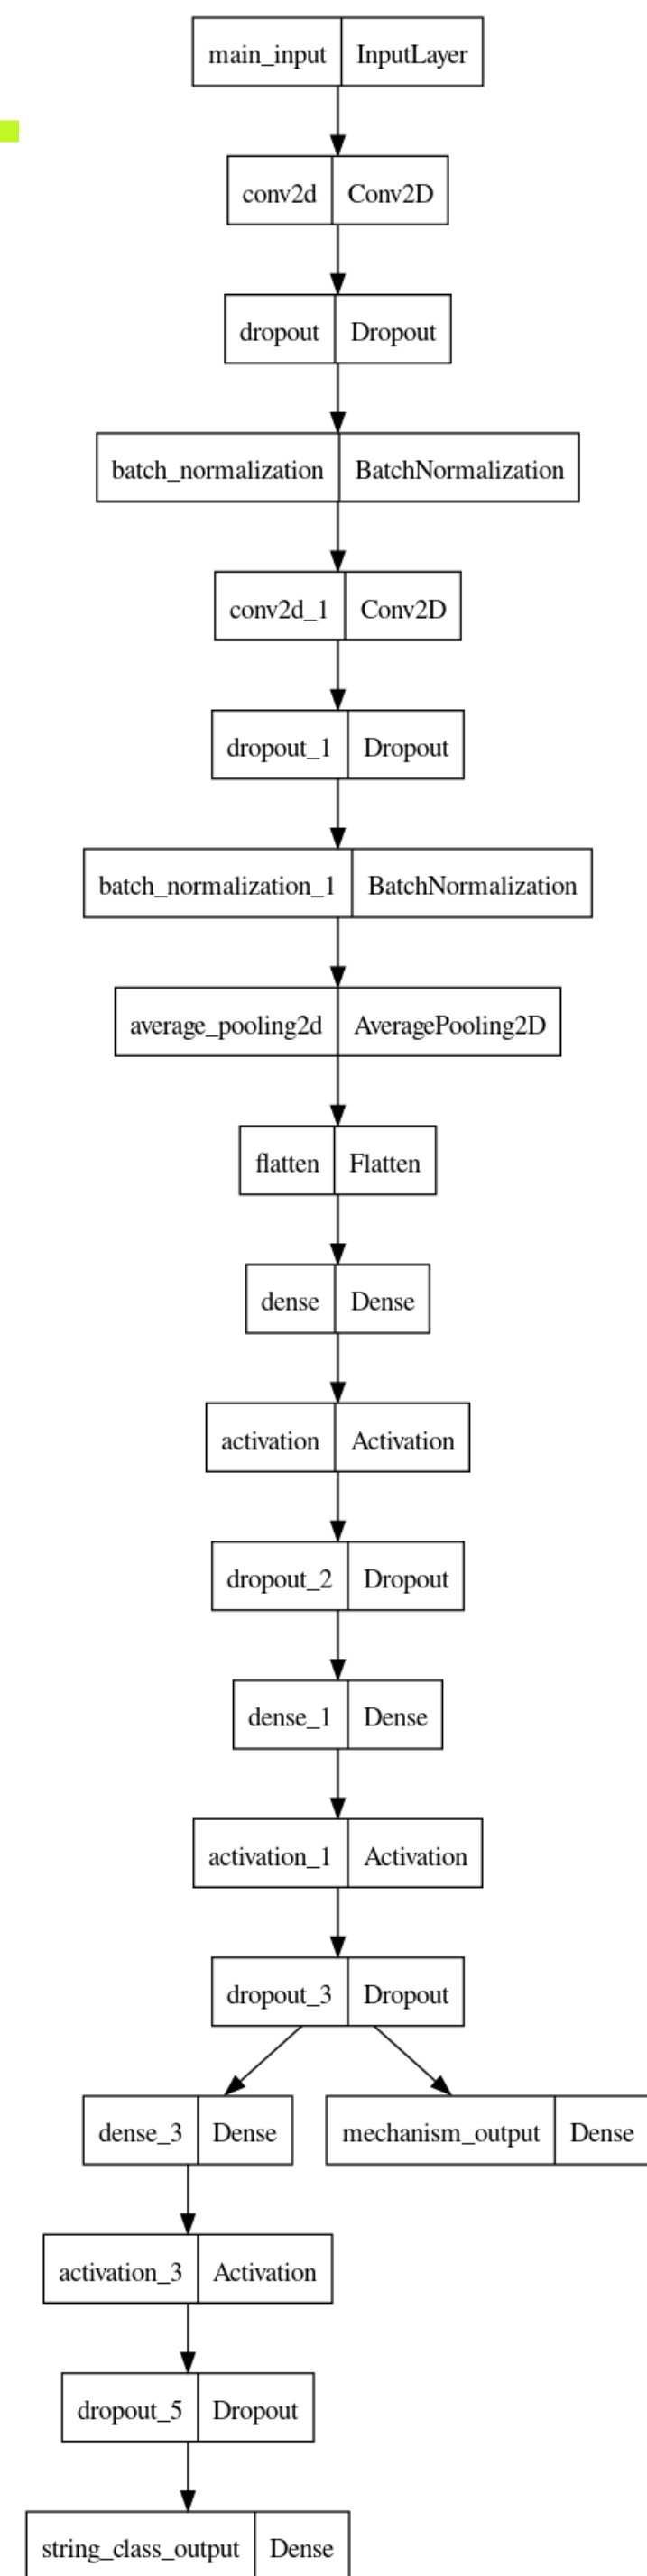 main_input InputLayer
conv2d Conv2D
dropout Dropout
batch_normalization BatchNormalization
conv2d_1 Conv2D
dropout_1 Dropout
batch_normalization_1 BatchNormalization
average_pooling2d AveragePooling2D
flatten Flatten
dense Dense
activation Activation
dropout_2 Dropout
dense_1 Dense
activation_1 Activation
dropout_3 Dropout
dense_3 Dense mechanism_output Dense
activation_3 Activation
dropout_5 Dropout
string_class_output Dense